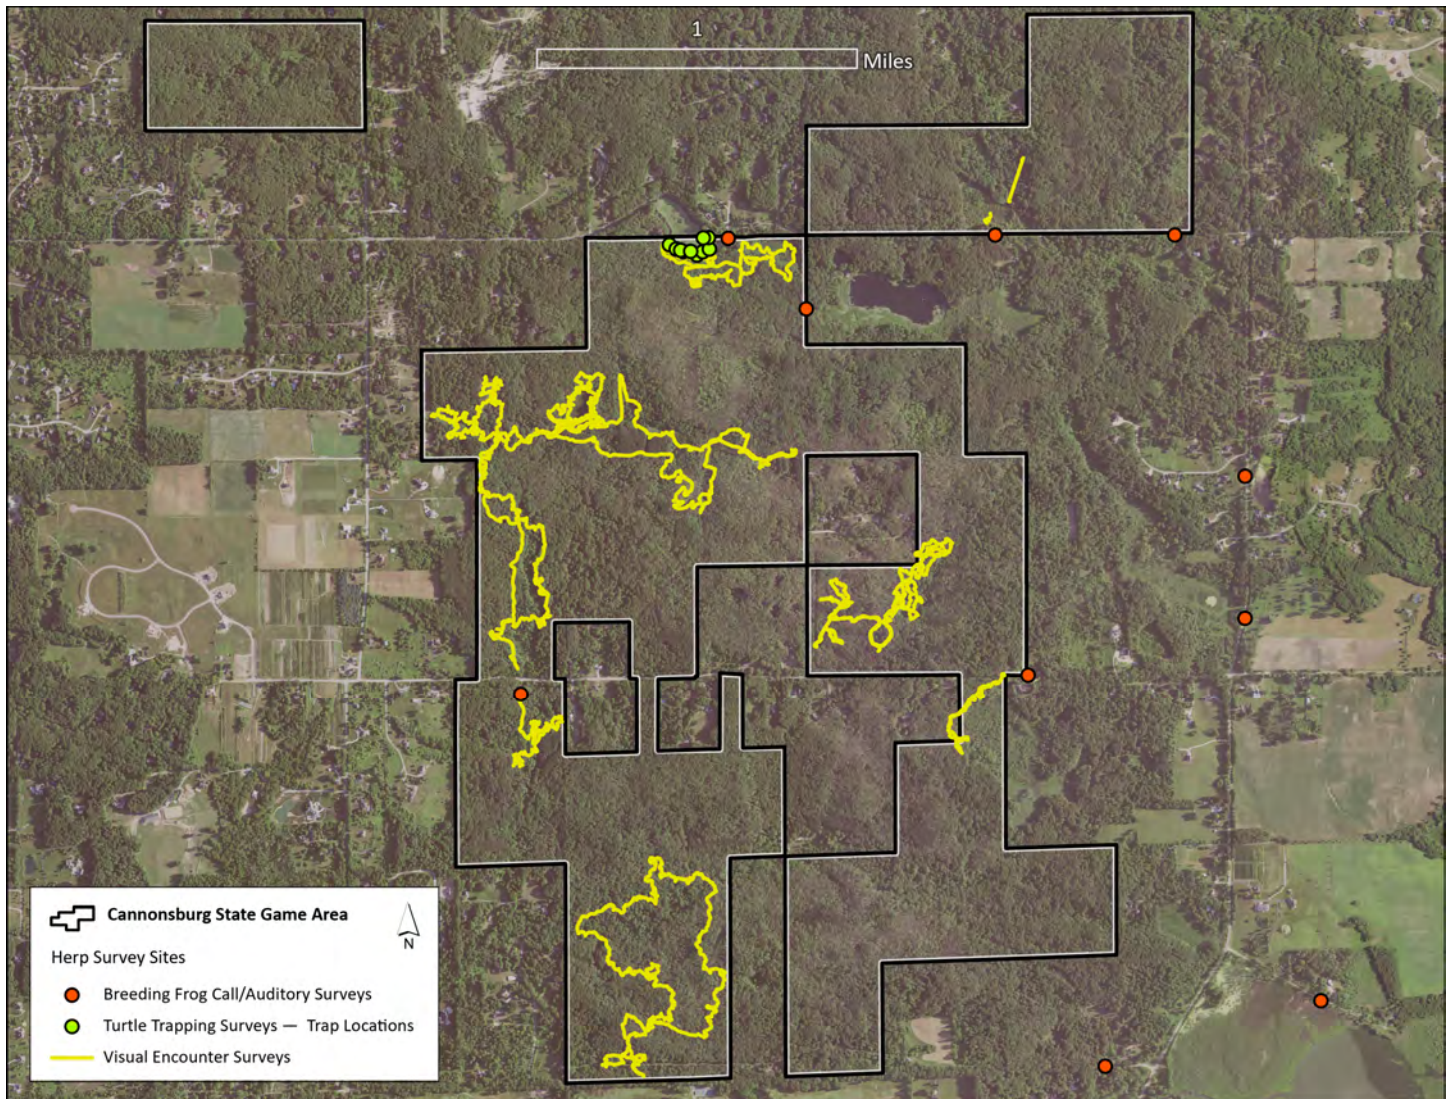 1
Miles
Cannonsburg State Game Area
N
Herp Survey Sites
Breeding Frog Call/Auditory Surveys
Turtle Trapping Surveys — Trap Locations
Visual Encounter Surveys